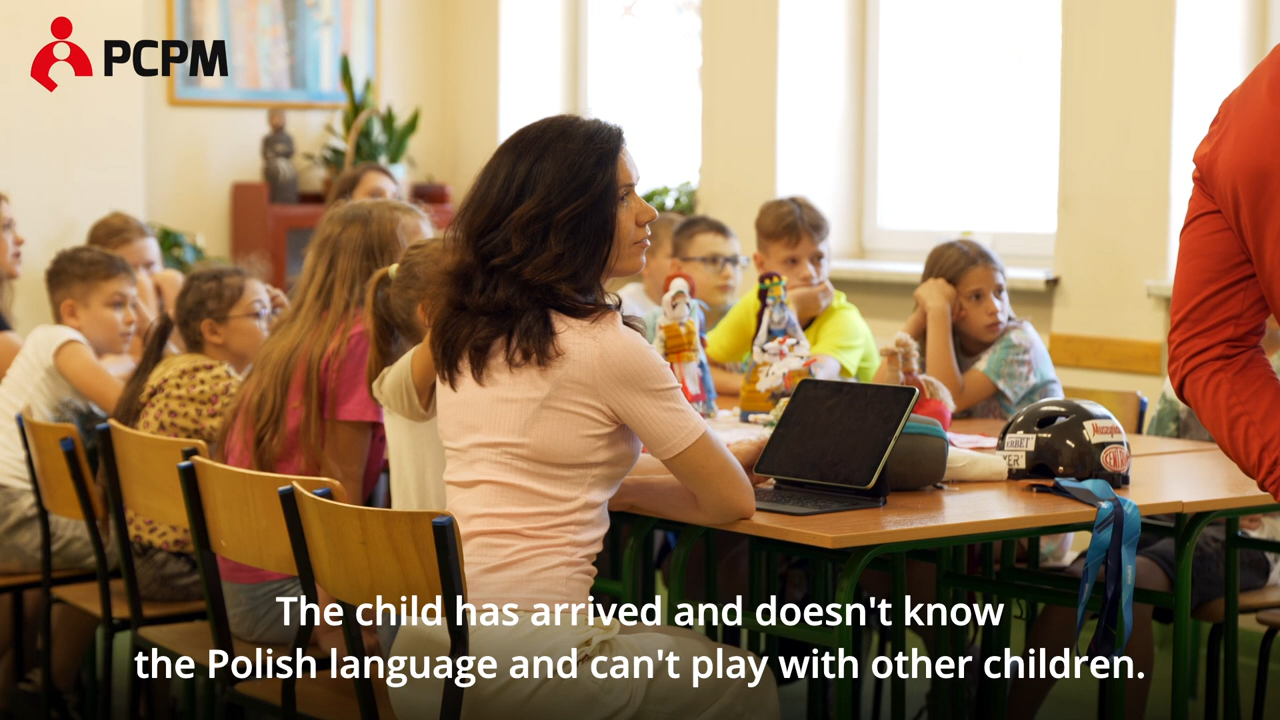 PCPM
The child has arrived and doesn't know
the Polish language and can't play with other children.